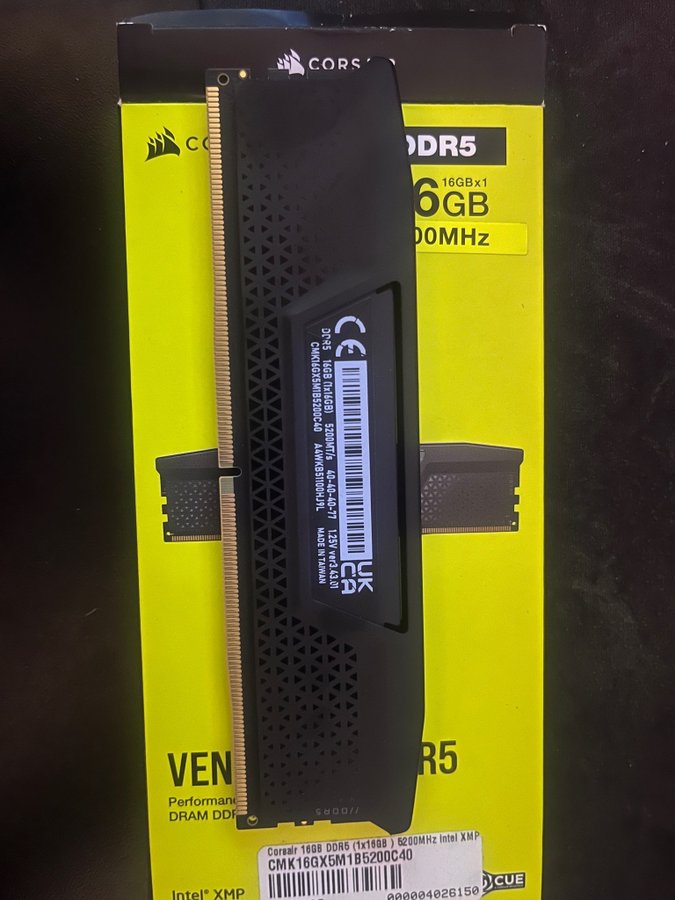 CORSAIR
DDR5
16GBx1
6GB
00MHz
CE
DDR5 16GB (1x16GB) 5200MT/s 40-40-40-77 1.25V ver3.43.01
CMK16GX5M1B5200C40 A4WKB51100HJ9L MADE IN TAIWAN
UK
CA
//DDR5
VEN
R5
Performan
DRAM DDR
Corsair 16GB DDR5 (1x16GB ) 5200MHz Intel XMP
CMK16GX5M1B5200C40
000004026150
Intel® XMP
CUE